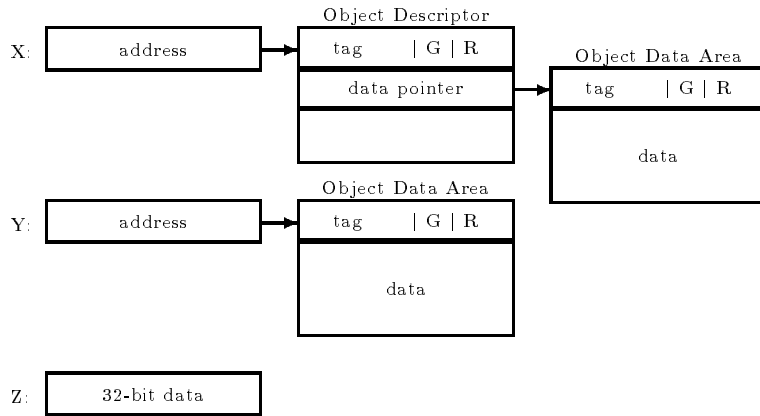 Object Descriptor
X: address tag | G | R
Object Data Area
data pointer tag | G | R
data
Object Data Area
Y: address tag | G | R
data
Z: 32-bit data